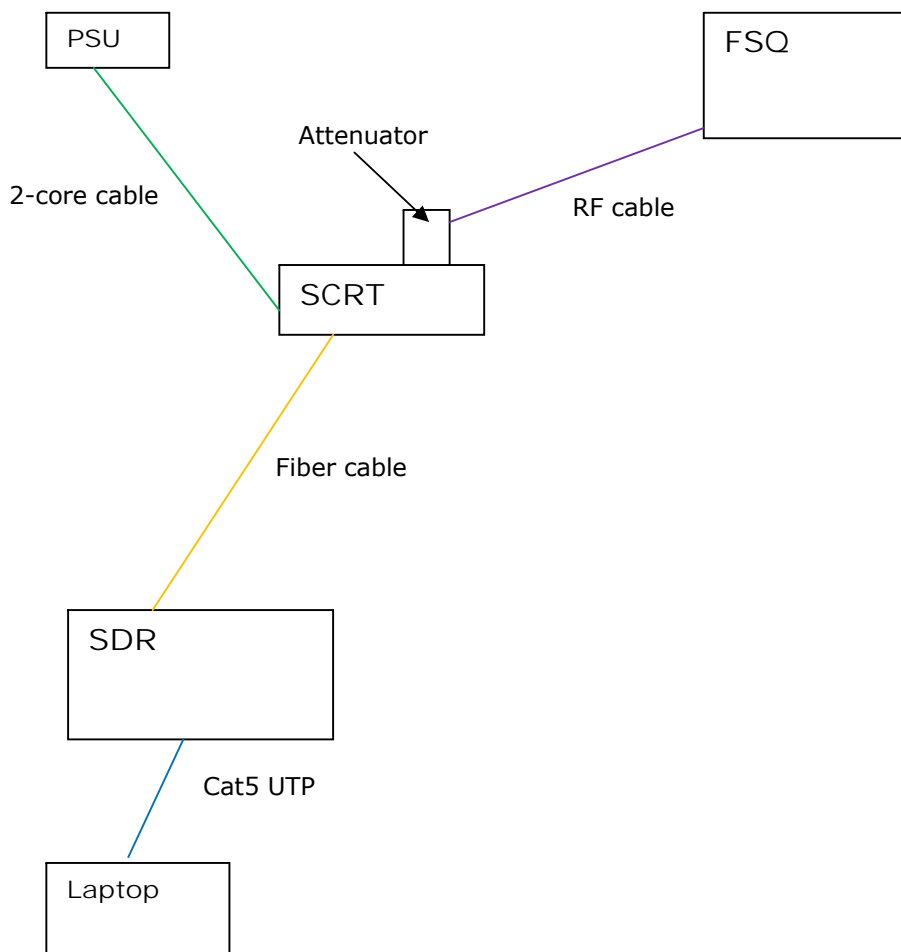 PSU
FSQ
Attenuator
2-core cable
RF cable
SCRT
Fiber cable
SDR
Cat5 UTP
Laptop